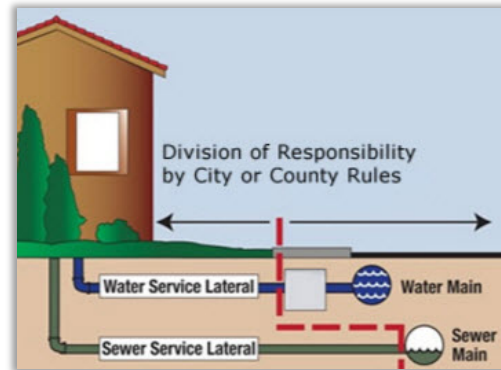 Division of Responsibility
by City or County Rules
Water Service Lateral
Water Main
Sewer Service Lateral
Sewer
Main